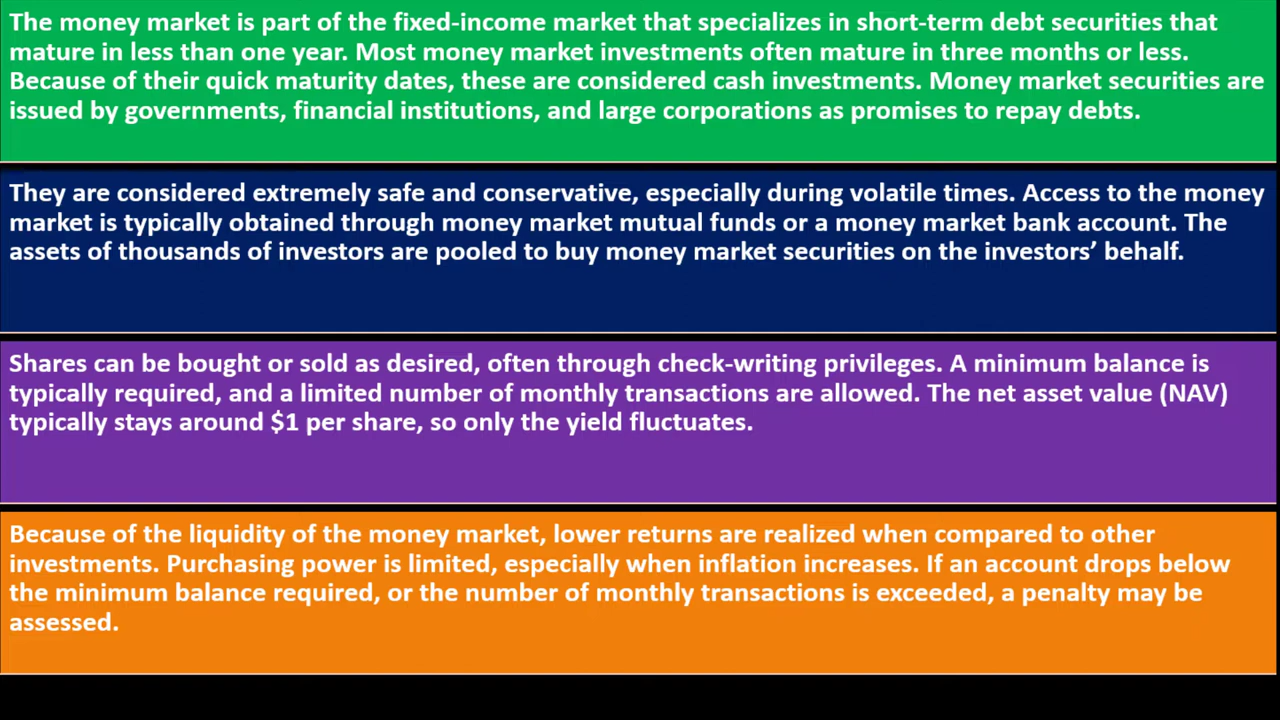 The money market is part of the fixed-income market that specializes in short-term debt securities that
mature in less than one year. Most money market investments often mature in three months or less.
Because of their quick maturity dates, these are considered cash investments. Money market securities are
issued by governments, financial institutions, and large corporations as promises to repay debts.
They are considered extremely safe and conservative, especially during volatile times. Access to the money
market is typically obtained through money market mutual funds or a money market bank account. The
assets of thousands of investors are pooled to buy money market securities on the investors’ behalf.
Shares can be bought or sold as desired, often through check-writing privileges. A minimum balance is
typically required, and a limited number of monthly transactions are allowed. The net asset value (NAV)
typically stays around $1 per share, so only the yield fluctuates.
Because of the liquidity of the money market, lower returns are realized when compared to other
investments. Purchasing power is limited, especially when inflation increases. If an account drops below
the minimum balance required, or the number of monthly transactions is exceeded, a penalty may be
assessed.